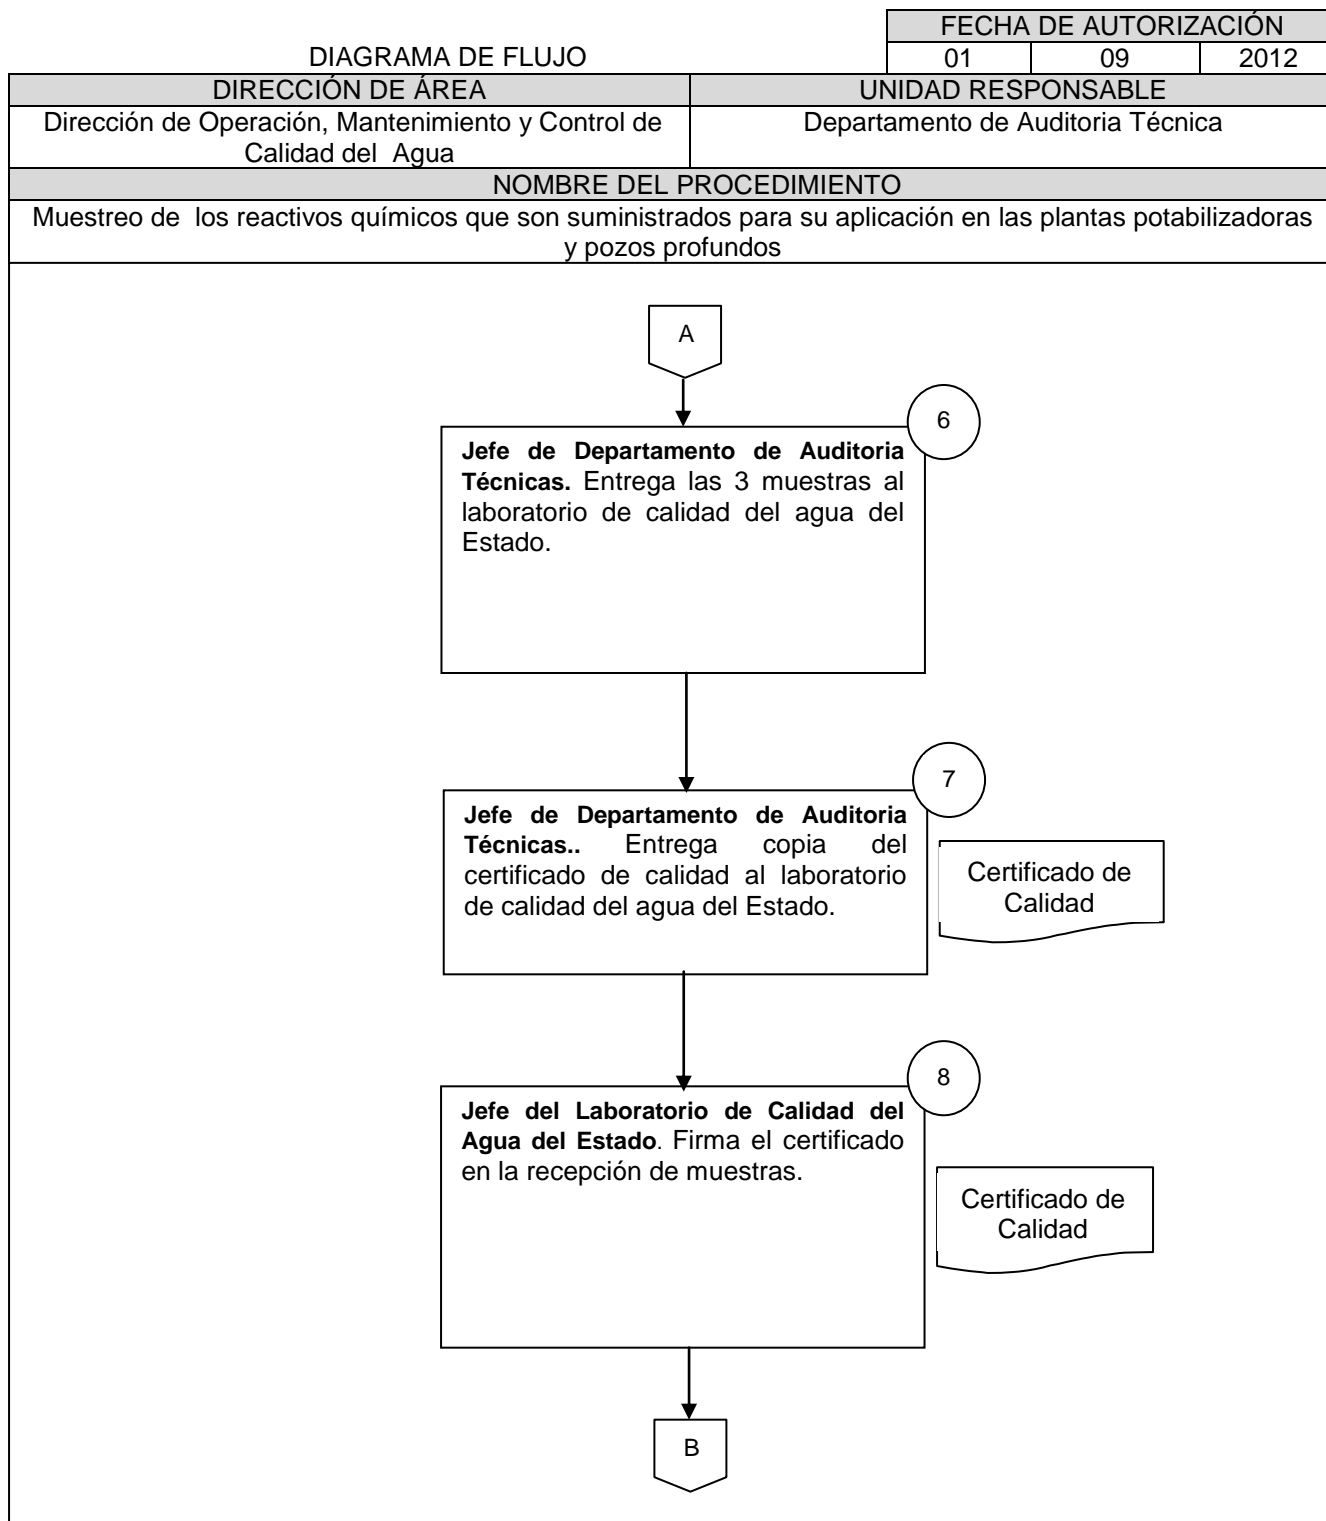 FECHA DE AUTORIZACIÓN
DIAGRAMA DE FLUJO
01 09 2012
DIRECCIÓN DE ÁREA
UNIDAD RESPONSABLE
Dirección de Operación, Mantenimiento y Control de
Calidad del Agua
Departamento de Auditoria Técnica
NOMBRE DEL PROCEDIMIENTO
Muestreo de los reactivos químicos que son suministrados para su aplicación en las plantas potabilizadoras
y pozos profundos
A
6
Jefe de Departamento de Auditoria
Técnicas. Entrega las 3 muestras al
laboratorio de calidad del agua del
Estado.
7
Jefe de Departamento de Auditoria
Técnicas.. Entrega copia del
certificado de calidad al laboratorio
de calidad del agua del Estado.
Certificado de
Calidad
8
Jefe del Laboratorio de Calidad del
Agua del Estado. Firma el certificado
en la recepción de muestras.
Certificado de
Calidad
B